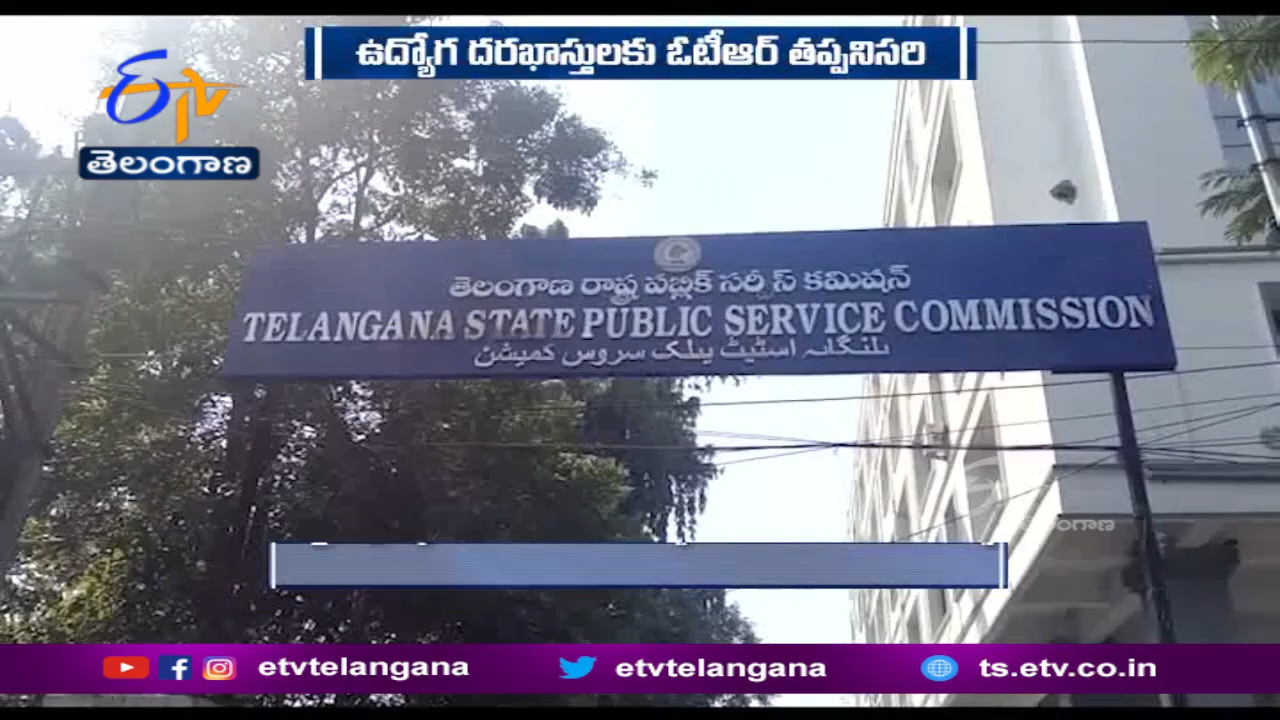 ఉద్యోగ దరఖాస్తులకు ఓటీఆర్ తప్పనిసరి
ETV
తెలంగాణ
తెలంగాణ రాష్ట్ర పబ్లిక్ సర్వీస్ కమిషన్
TELANGANA STATE PUBLIC SERVICE COMMISSION
تلنگانہ اسٹیٹ پبلک سروس کمیشن
తెలంగాణ
etvtelangana
etvtelangana
ts.etv.co.in